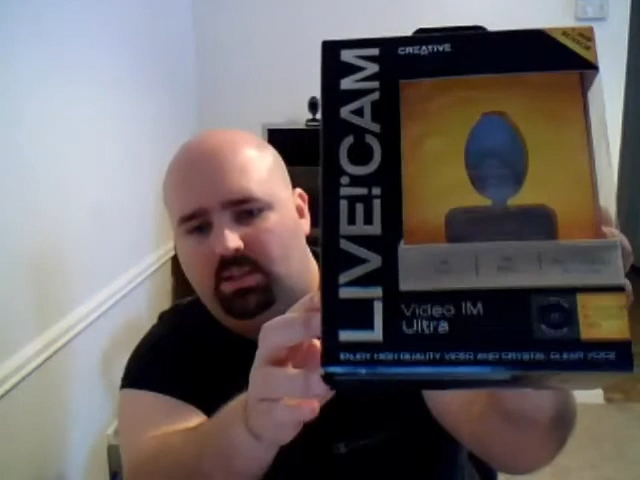 CREATIVE
LIVE!CAM
Video IM
Ultra
ENJOY HIGH QUALITY VIDEO AND CRYSTAL CLEAR VOICE